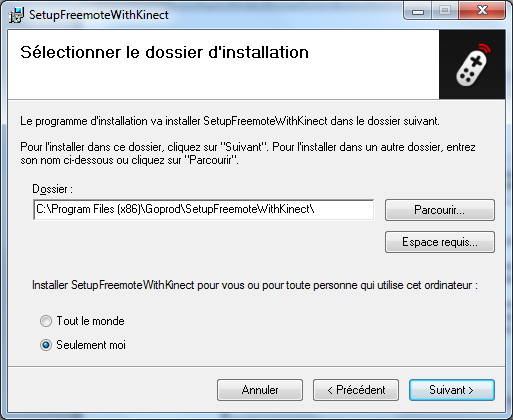 SetupFreemoteWithKinect
Sélectionner le dossier d'installation
Le programme d'installation va installer SetupFreemoteWithKinect dans le dossier suivant.
Pour l'installer dans ce dossier, cliquez sur "Suivant". Pour l'installer dans un autre dossier, entrez
son nom ci-dessous ou cliquez sur "Parcourir".
Dossier :
C:\Program Files (x86)\Goprod\SetupFreemoteWithKinect\
Parcourir...
Espace requis...
Installer SetupFreemoteWithKinect pour vous ou pour toute personne qui utilise cet ordinateur :
Tout le monde
Seulement moi
Annuler
< Précédent
Suivant >